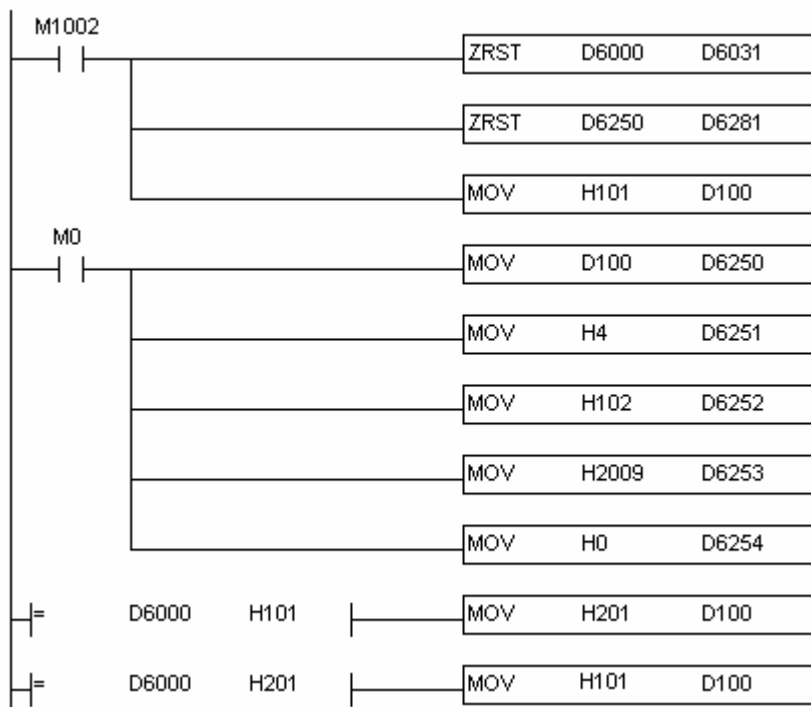 M1002
ZRST D6000 D6031
ZRST D6250 D6281
MOV H101 D100
M0
MOV D100 D6250
MOV H4 D6251
MOV H102 D6252
MOV H2009 D6253
MOV H0 D6254
= D6000 H101 MOV H201 D100
= D6000 H201 MOV H101 D100